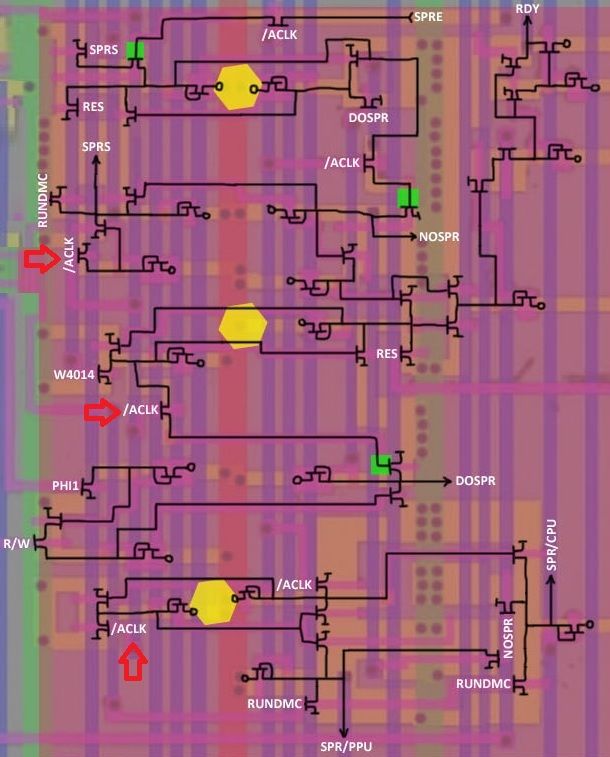 RDY
SPRE
/ACLK
SPRS
RES
DOSPR
SPRS
/ACLK
RUNDMC
NOSPR
/ACLK
RES
W4014
/ACLK
PHI1
DOSPR
R/W
SPR/CPU
/ACLK
/ACLK
NOSPR
RUNDMC
RUNDMC
SPR/PPU